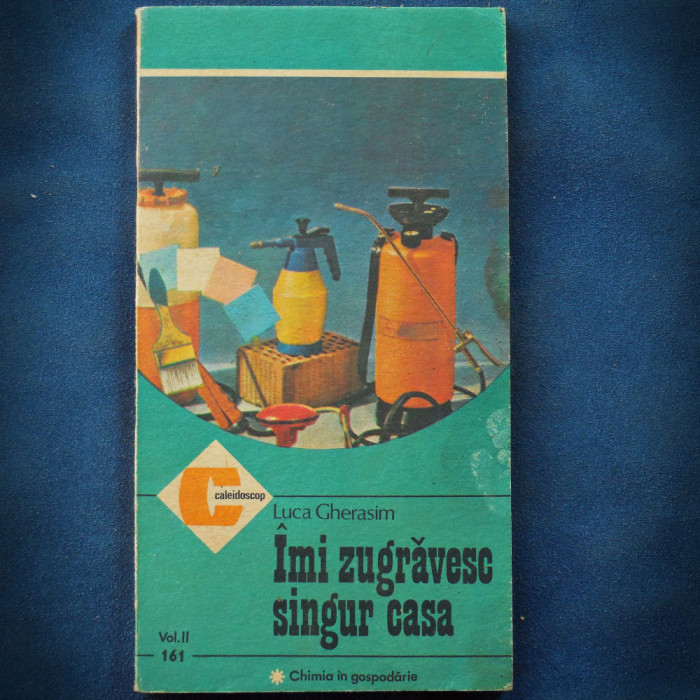 caleidoscop
Luca Gherasim
Îmi zugrăvesc
singur casa
Vol.II
161
Chimia în gospodărie